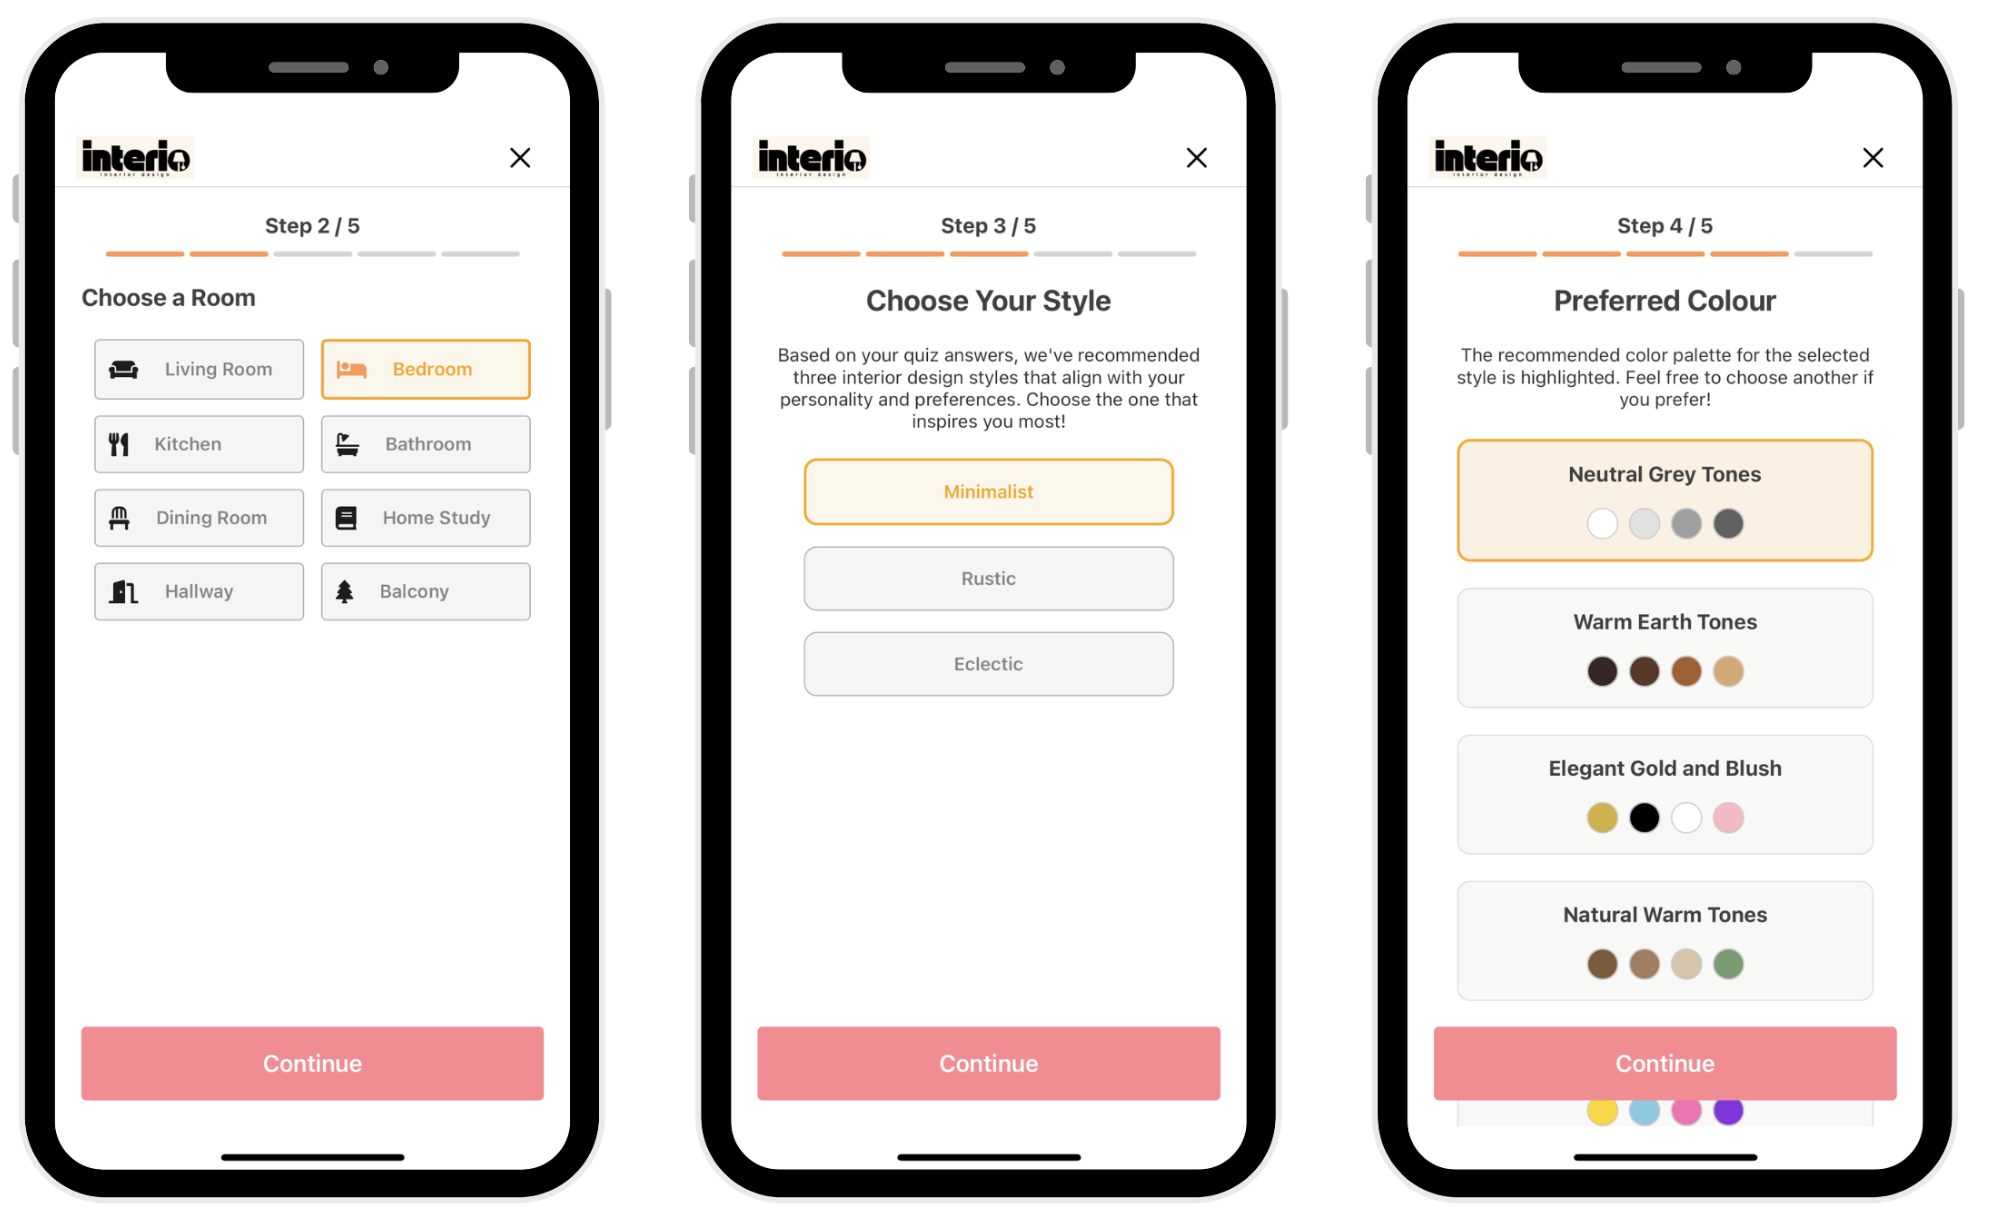 interio
interior design
Step 2 / 5
Choose a Room
Living Room
Bedroom
Kitchen
Bathroom
Dining Room
Home Study
Hallway
Balcony
Continue
interio
interior design
Step 3 / 5
Choose Your Style
Based on your quiz answers, we've recommended
three interior design styles that align with your
personality and preferences. Choose the one that
inspires you most!
Minimalist
Rustic
Eclectic
Continue
interio
interior design
Step 4 / 5
Preferred Colour
The recommended color palette for the selected
style is highlighted. Feel free to choose another if
you prefer!
Neutral Grey Tones
Warm Earth Tones
Elegant Gold and Blush
Natural Warm Tones
Continue